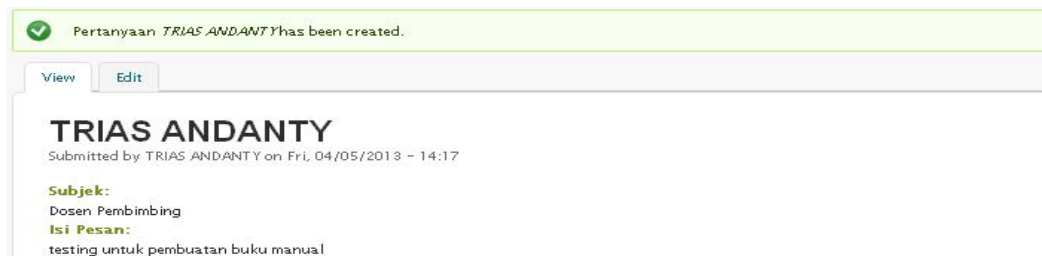 Pertanyaan TRIAS ANDANTY has been created.
View Edit
TRIAS ANDANTY
Submitted by TRIAS ANDANTY on Fri, 04/05/2013 - 14:17
Subjek:
Dosen Pembimbing
Isi Pesan:
testing untuk pembuatan buku manual